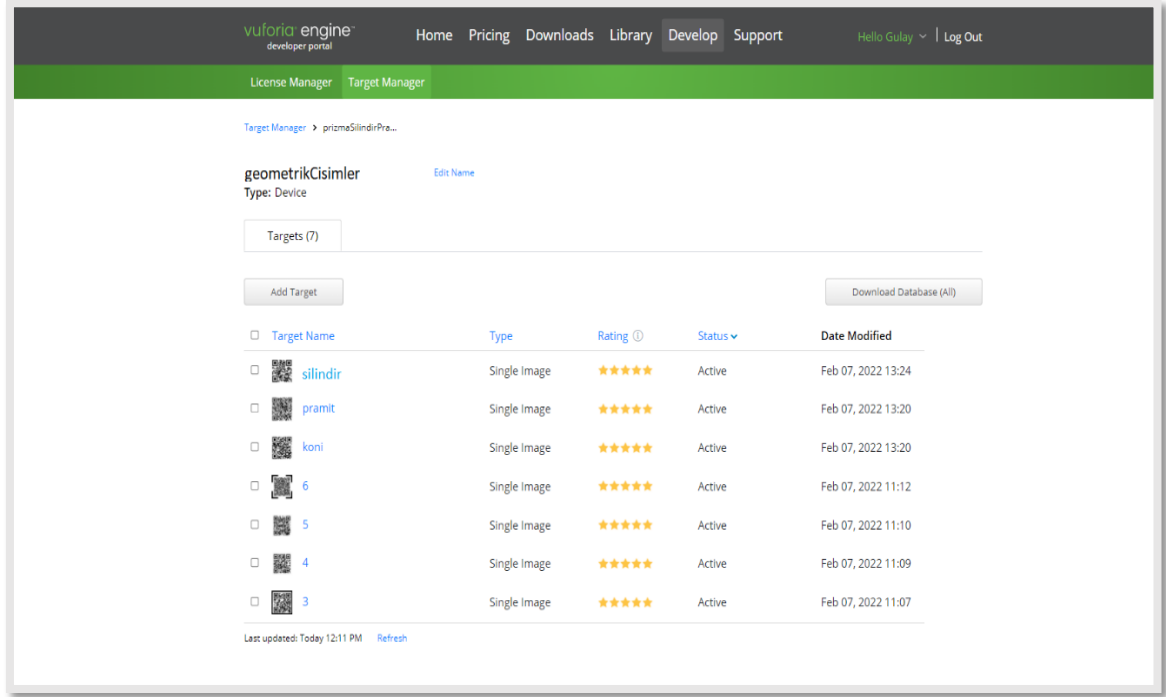 vuforia engine™
developer portal
Home Pricing Downloads Library Develop Support Hello Gulay | Log Out
License Manager Target Manager
Target Manager > prizmaSilindirPra...
geometrikCisimler Edit Name
Type: Device
Targets (7)
Add Target Download Database (All)
Target Name Type Rating ⓘ Status Date Modified
silindir Single Image ★★★★★ Active Feb 07, 2022 13:24
pramit Single Image ★★★★★ Active Feb 07, 2022 13:20
koni Single Image ★★★★★ Active Feb 07, 2022 13:20
6 Single Image ★★★★★ Active Feb 07, 2022 11:12
5 Single Image ★★★★★ Active Feb 07, 2022 11:10
4 Single Image ★★★★★ Active Feb 07, 2022 11:09
3 Single Image ★★★★★ Active Feb 07, 2022 11:07
Last updated: Today 12:11 PM Refresh